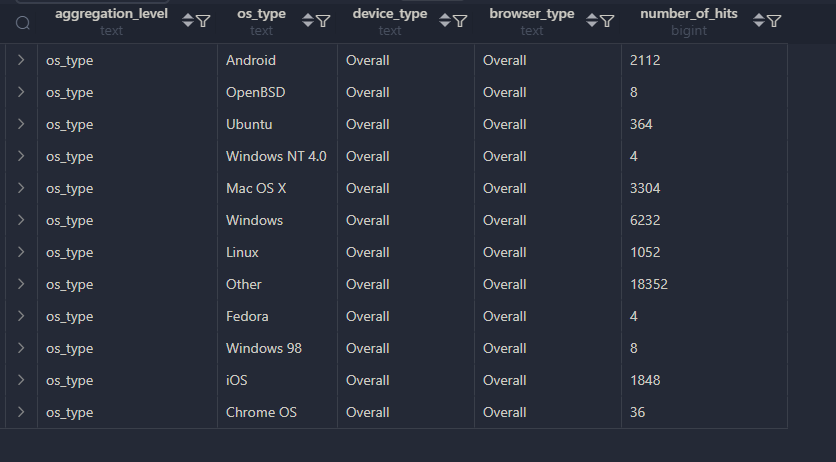 aggregation_level os_type device_type browser_type number_of_hits
text text text text bigint
os_type Android Overall Overall 2112
os_type OpenBSD Overall Overall 8
os_type Ubuntu Overall Overall 364
os_type Windows NT 4.0 Overall Overall 4
os_type Mac OS X Overall Overall 3304
os_type Windows Overall Overall 6232
os_type Linux Overall Overall 1052
os_type Other Overall Overall 18352
os_type Fedora Overall Overall 4
os_type Windows 98 Overall Overall 8
os_type iOS Overall Overall 1848
os_type Chrome OS Overall Overall 36